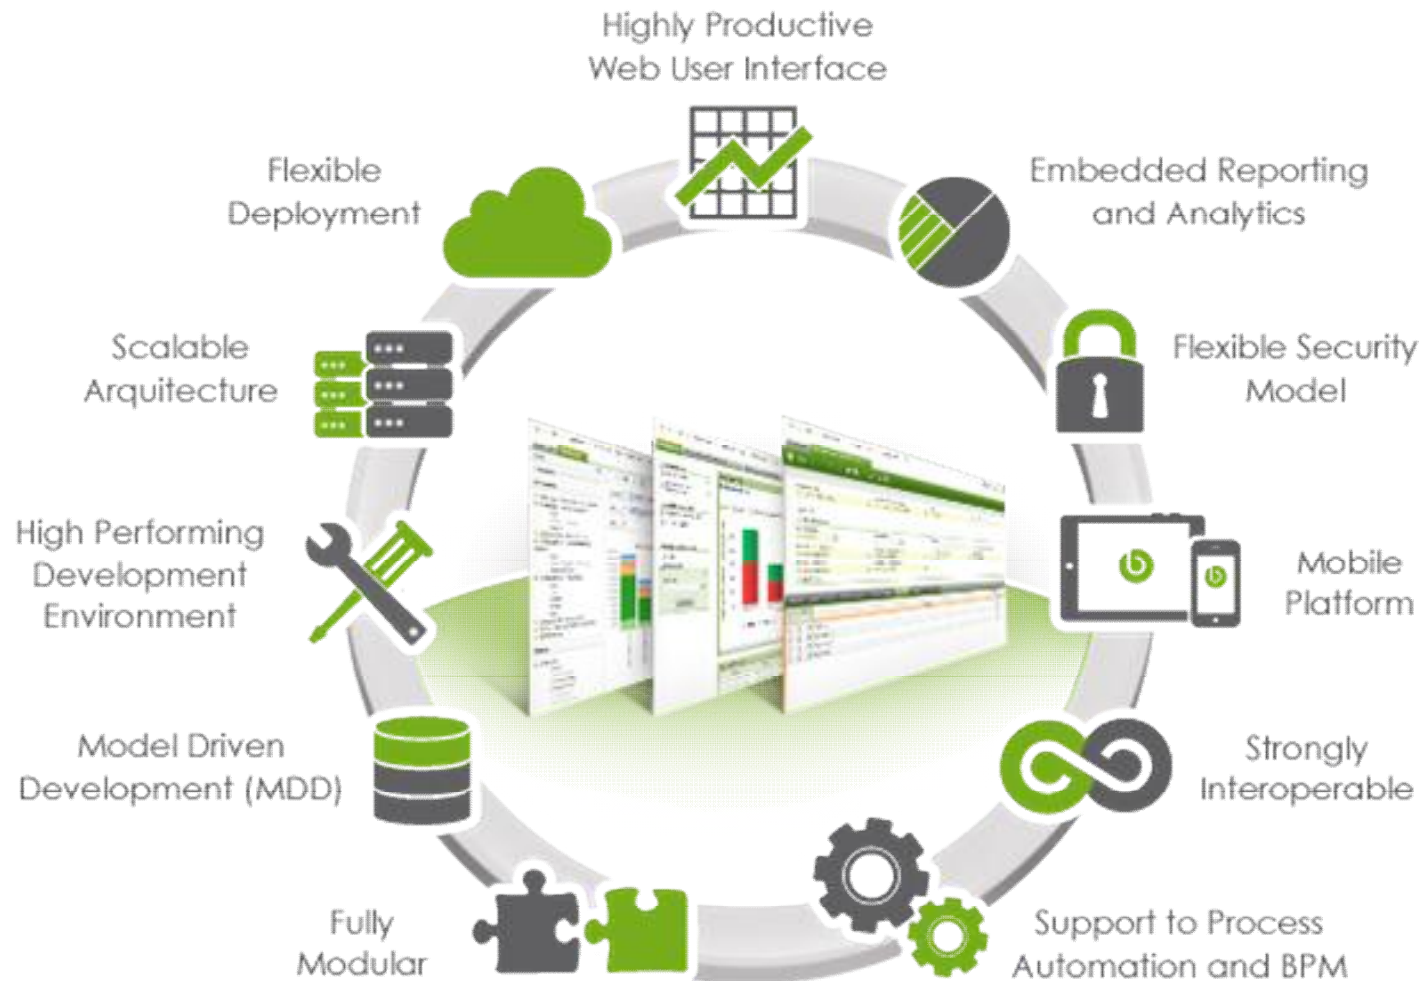 Highly Productive
Web User Interface
Embedded Reporting
and Analytics
Flexible Security
Model
Mobile
Platform
Strongly
Interoperable
Support to Process
Automation and BPM
Fully
Modular
Model Driven
Development (MDD)
High Performing
Development
Environment
Scalable
Arquitecture
Flexible
Deployment